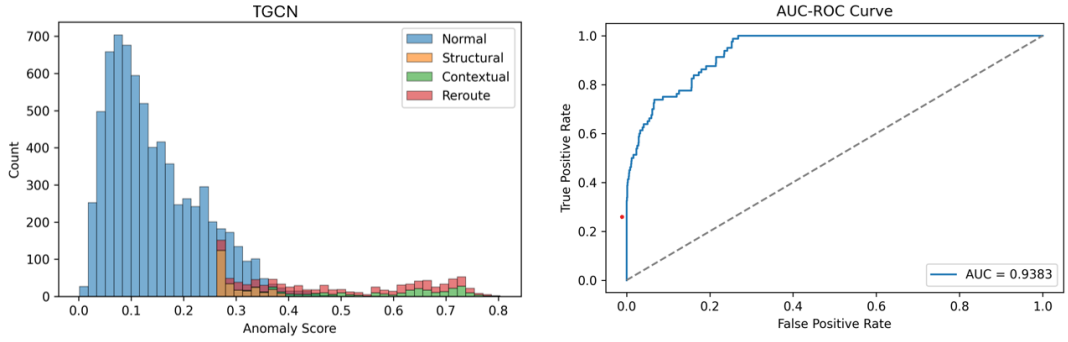 TGCN
700
600
500
400
300
200
100
0
Count
0.0 0.1 0.2 0.3 0.4 0.5 0.6 0.7 0.8
Anomaly Score
Normal
Structural
Contextual
Reroute
AUC-ROC Curve
1.0
0.8
0.6
0.4
0.2
0.0
True Positive Rate
0.0 0.2 0.4 0.6 0.8 1.0
False Positive Rate
AUC = 0.9383